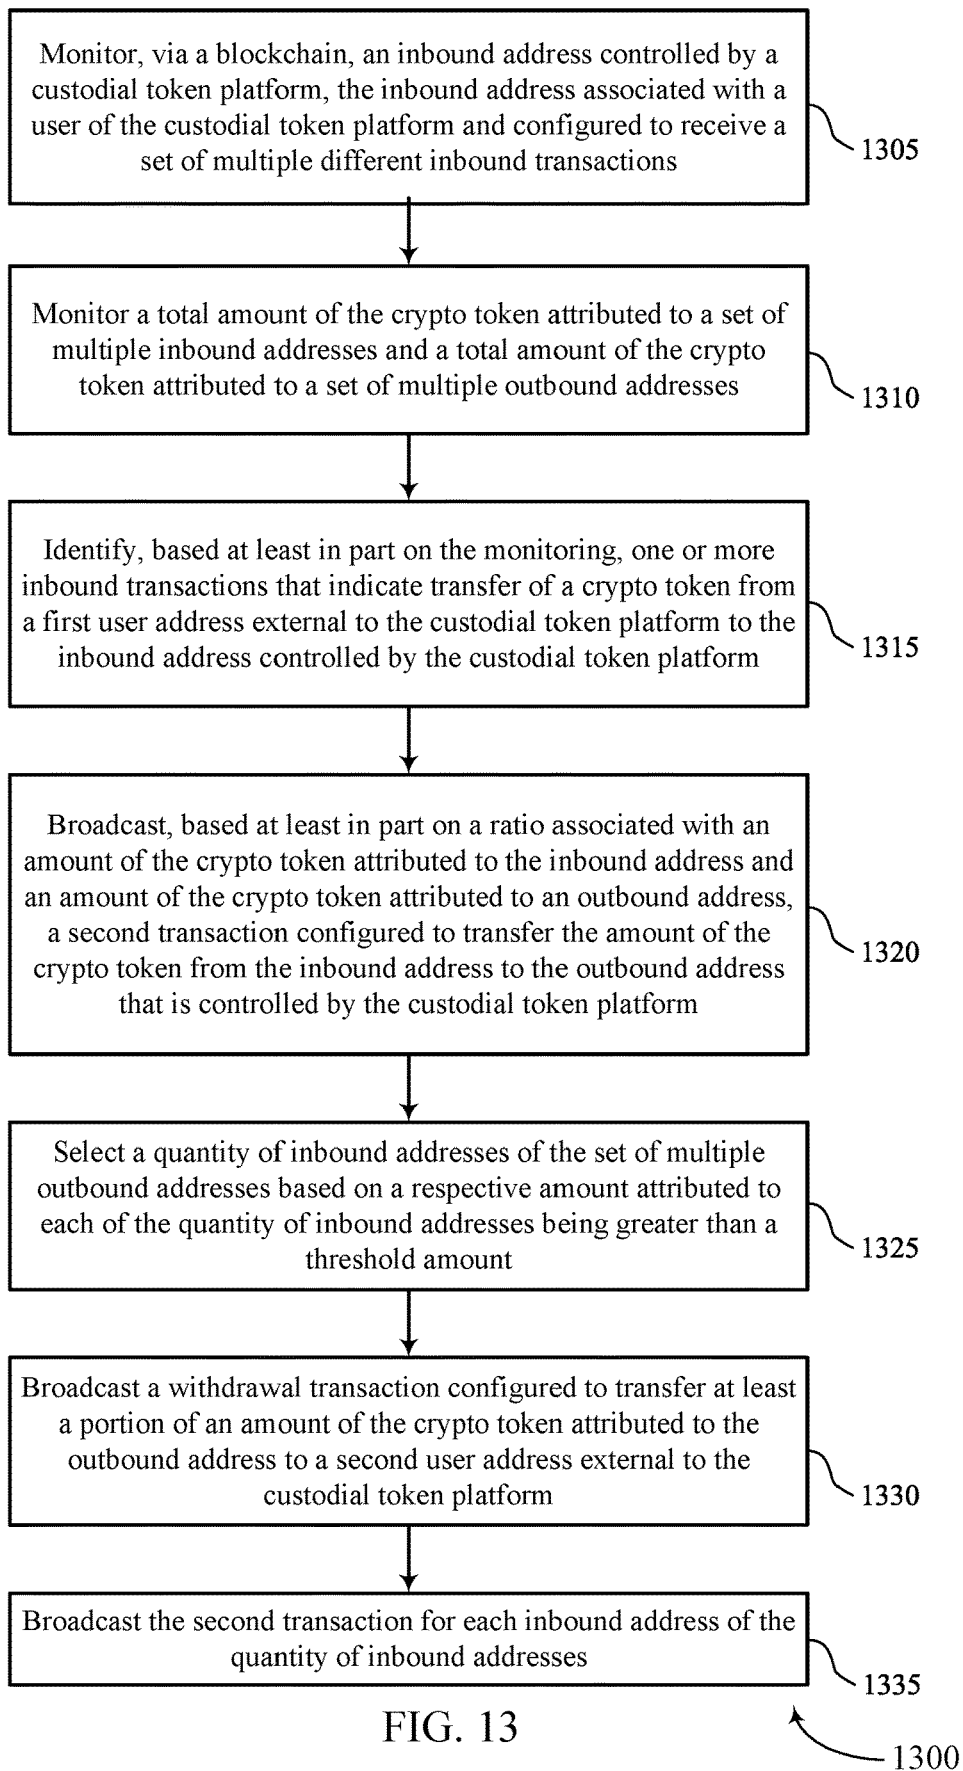 Monitor, via a blockchain, an inbound address controlled by a
custodial token platform, the inbound address associated with a
user of the custodial token platform and configured to receive a
set of multiple different inbound transactions
1305
Monitor a total amount of the crypto token attributed to a set of
multiple inbound addresses and a total amount of the crypto
token attributed to a set of multiple outbound addresses
1310
Identify, based at least in part on the monitoring, one or more
inbound transactions that indicate transfer of a crypto token from
a first user address external to the custodial token platform to the
inbound address controlled by the custodial token platform
1315
Broadcast, based at least in part on a ratio associated with an
amount of the crypto token attributed to the inbound address and
an amount of the crypto token attributed to an outbound address,
a second transaction configured to transfer the amount of the
crypto token from the inbound address to the outbound address
that is controlled by the custodial token platform
1320
Select a quantity of inbound addresses of the set of multiple
outbound addresses based on a respective amount attributed to
each of the quantity of inbound addresses being greater than a
threshold amount
1325
Broadcast a withdrawal transaction configured to transfer at least
a portion of an amount of the crypto token attributed to the
outbound address to a second user address external to the
custodial token platform
1330
Broadcast the second transaction for each inbound address of the
quantity of inbound addresses
1335
FIG. 13
1300